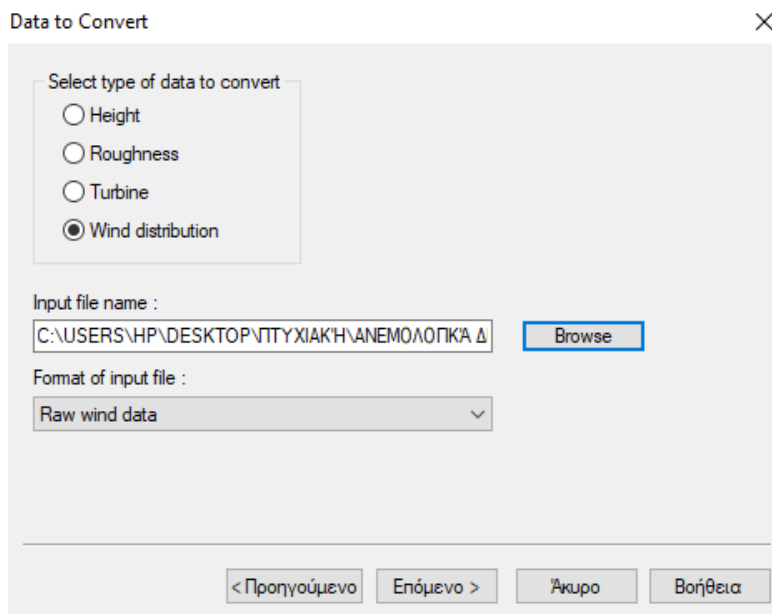 Data to Convert
Select type of data to convert
Height
Roughness
Turbine
Wind distribution
Input file name :
C:\USERS\HP\DESKTOP\ΠΤΥΧΙΑΚΉ\ΑΝΕΜΟΛΟΓΙΚΆ Δ
Browse
Format of input file :
Raw wind data
< Προηγούμενο Επόμενο > Άκυρο Βοήθεια